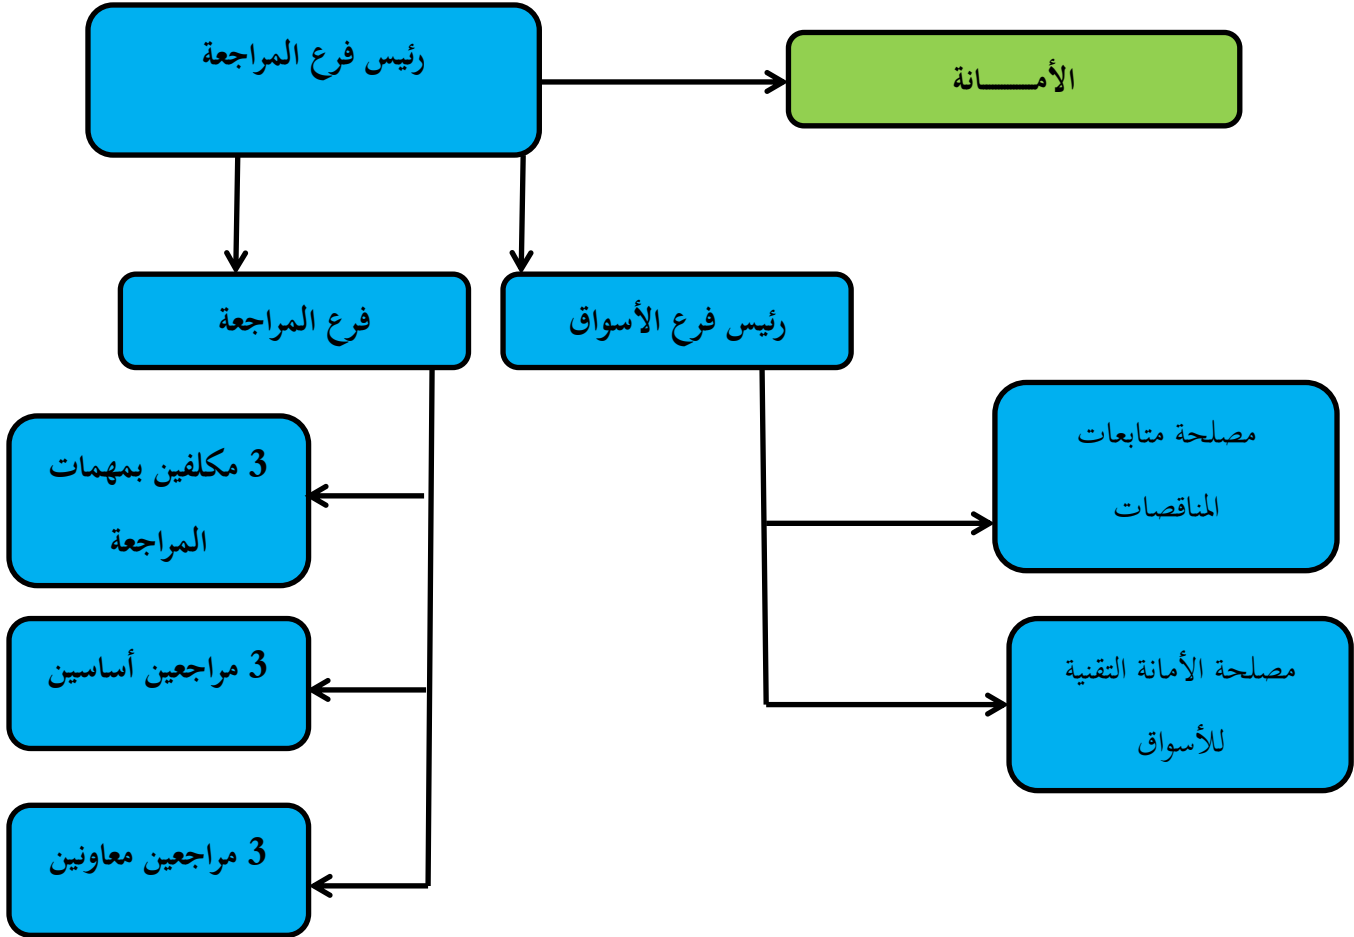 رئيس فرع المراجعة
الأمـــــــانة
رئيس فرع الأسواق
فرع المراجعة
مصلحة متابعات
المناقصات
مصلحة الأمانة التقنية
للأسواق
3 مكلفين بمهمات
المراجعة
3 مراجعين أساسين
3 مراجعين معاونين